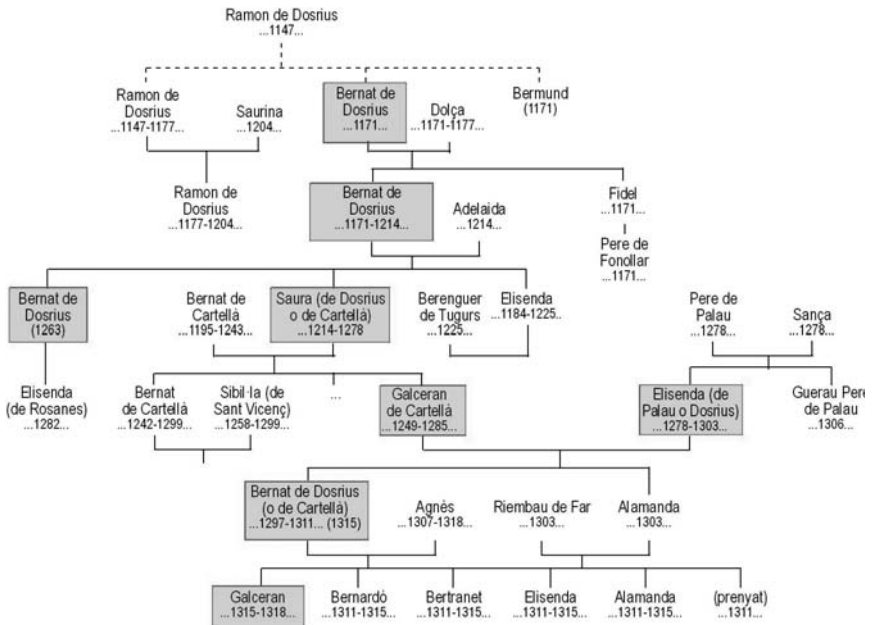 Ramon de Dosrius
...1147...
Ramon de
Dosrius
...1147-1177...
Saurina
...1204...
Bernat de
Dosrius
...1171...
Dolça
...1171-1177...
Bermund
(1171)
Ramon de
Dosrius
...1177-1204...
Bernat de
Dosrius
...1171-1214...
Adelaida
...1214...
Fidel
...1171...
Pere de
Fonollar
...1171...
Bernat de
Dosrius
(1263)
Bernat de
Cartellà
...1195-1243...
Saura (de Dosrius
o de Cartellà)
...1214-1278
Berenguer
de Tugurs
...1225...
Elisenda
...1184-1225..
Pere de
Palau
...1278...
Sança
...1278...
Elisenda
(de Rosanes)
...1282...
Bernat
de Cartellà
...1242-1299...
Sibil·la (de
Sant Vicenç)
...1258-1299...
...
Galceran
de Cartellà
...1249-1285...
Elisenda (de
Palau o Dosrius)
...1278-1303...
Guerau Pere
de Palau
...1306...
Bernat de Dosrius
(o de Cartellà)
...1297-1311... (1315)
Agnès
...1307-1318...
Riembau de Far
...1303...
Alamanda
...1303...
Galceran
...1315-1318...
Bernardó
...1311-1315...
Bertranet
...1311-1315...
Elisenda
...1311-1315...
Alamanda
...1311-1315...
(prenyat)
...1311...